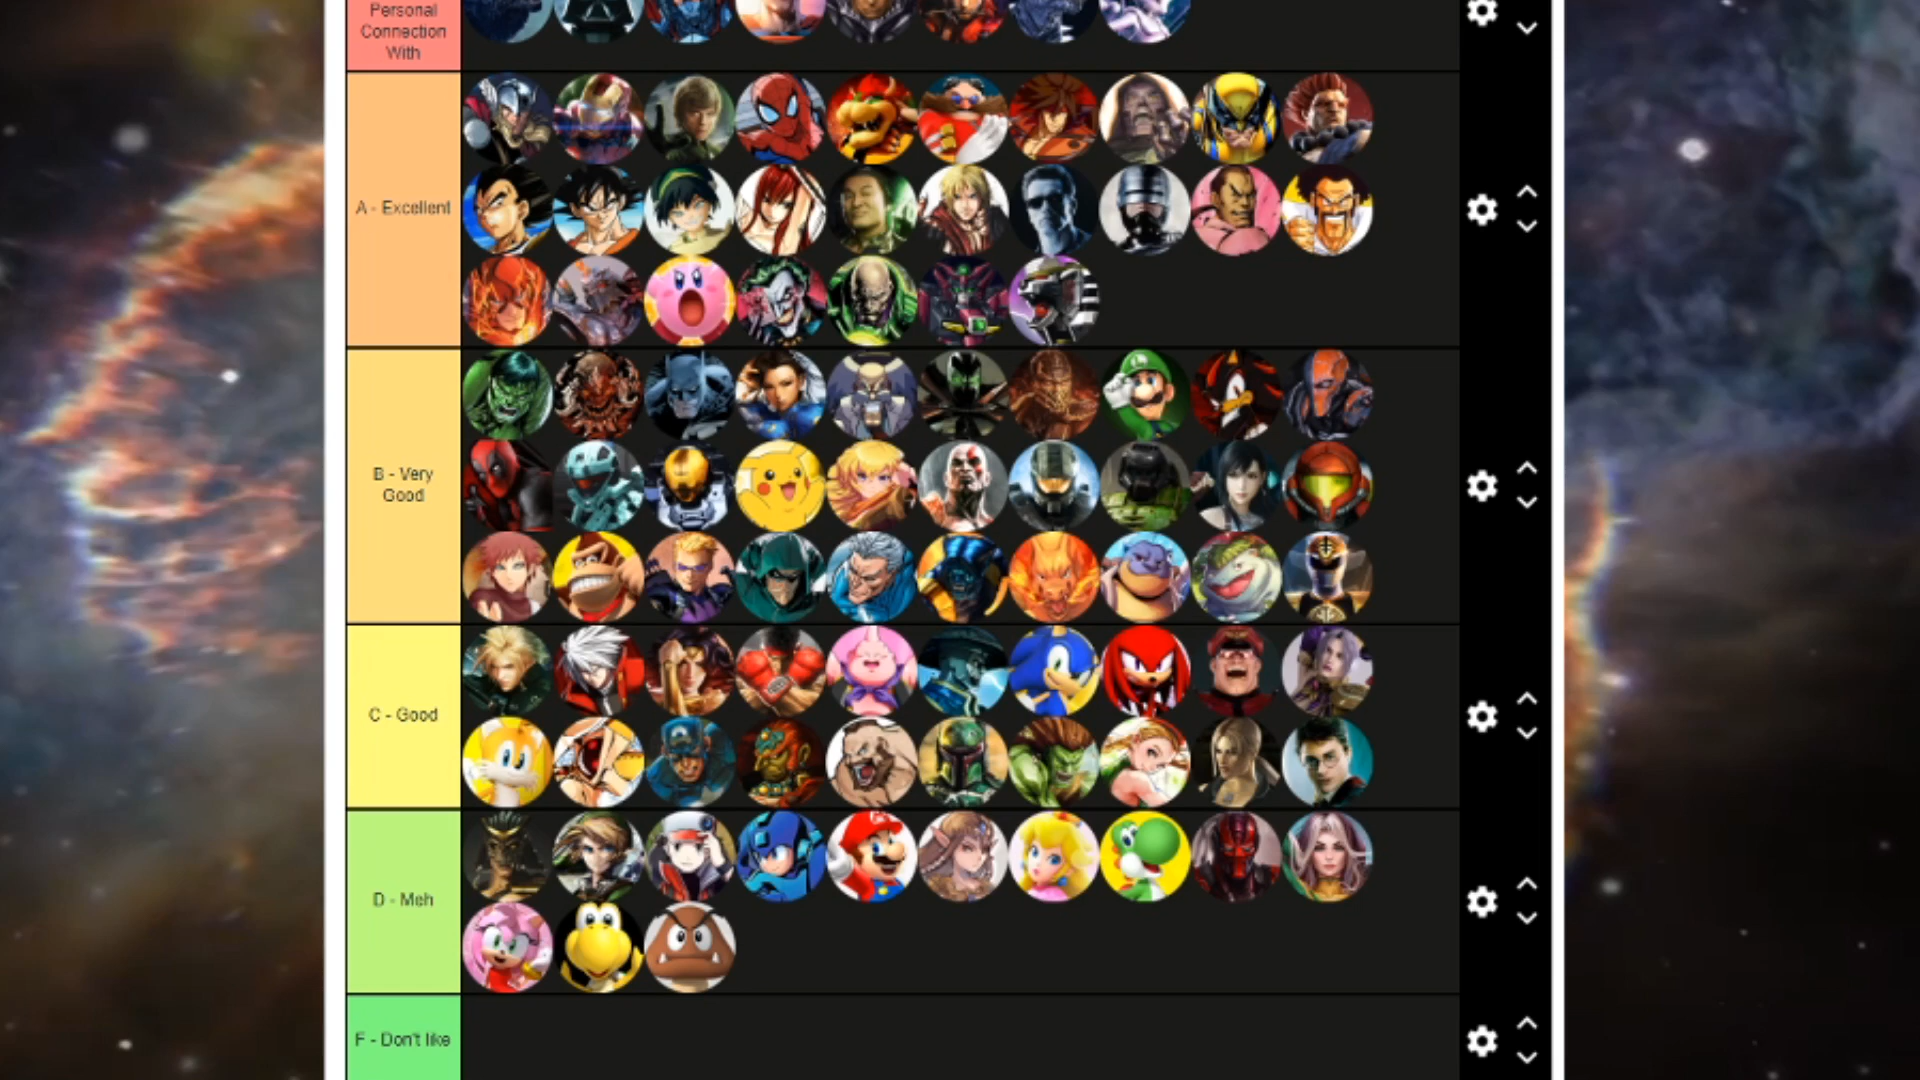 Personal
Connection
With
A - Excellent
B - Very
Good
C - Good
D - Meh
F - Don't like